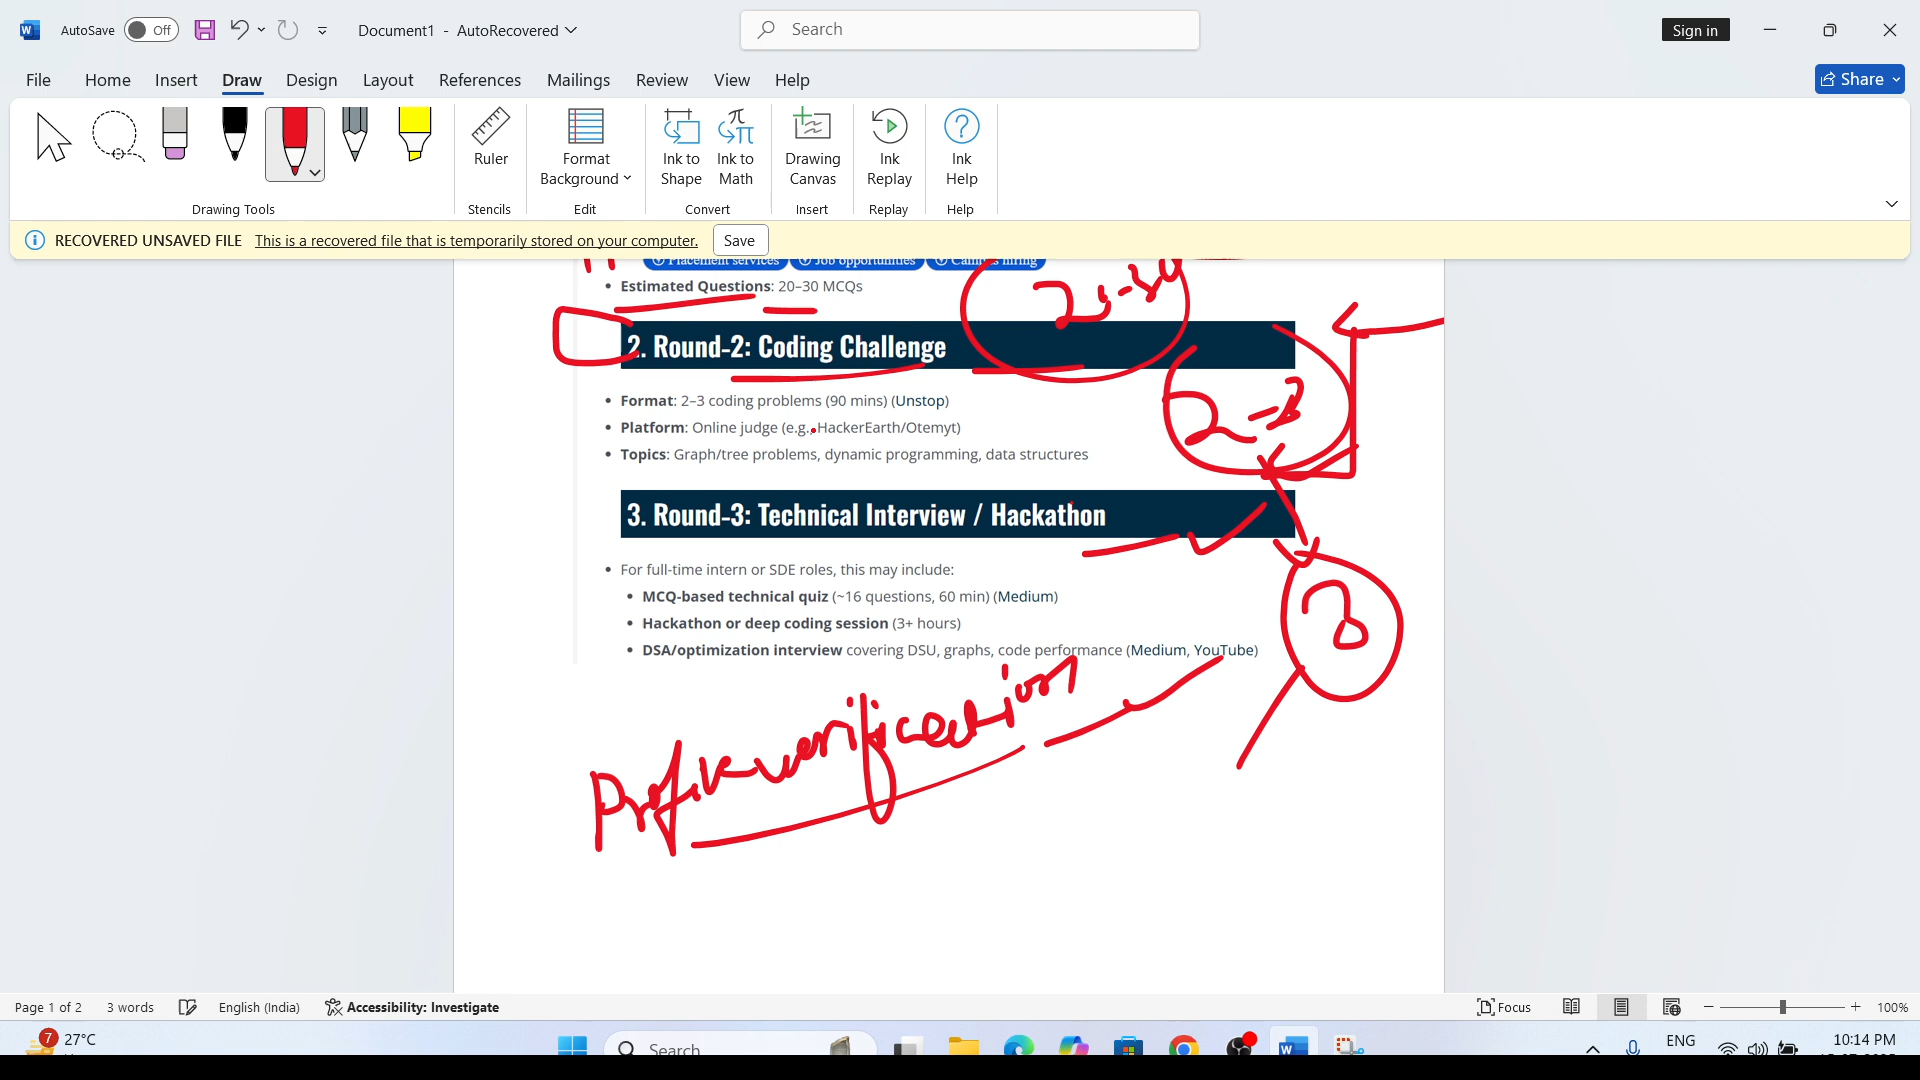 AutoSave Off Document1 - AutoRecovered Search Sign in
File Home Insert Draw Design Layout References Mailings Review View Help Share
Ruler Format Background Ink to Shape Ink to Math Drawing Canvas Ink Replay Ink Help
Drawing Tools Stencils Edit Convert Insert Replay Help
RECOVERED UNSAVED FILE This is a recovered file that is temporarily stored on your computer. Save
Placement services Job opportunities Campus hiring
• Estimated Questions: 20–30 MCQs
2. Round-2: Coding Challenge
• Format: 2–3 coding problems (90 mins) (Unstop)
2-3
• Platform: Online judge (e.g., HackerEarth/Otemyt)
• Topics: Graph/tree problems, dynamic programming, data structures
3. Round-3: Technical Interview / Hackathon
• For full-time intern or SDE roles, this may include:
• MCQ-based technical quiz (~16 questions, 60 min) (Medium)
3
• Hackathon or deep coding session (3+ hours)
• DSA/optimization interview covering DSU, graphs, code performance (Medium, YouTube)
Profile verification
Page 1 of 2 3 words English (India) Accessibility: Investigate Focus 100%
7 27°C Search ENG 10:14 PM